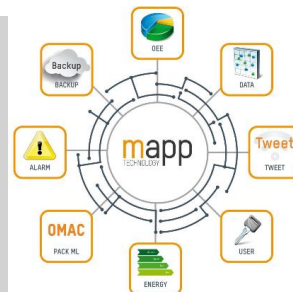 OEE
Backup
BACKUP
DATA
mapp
TECHNOLOGY
ALARM
Tweet
TWEET
OMAC
PACK ML
USER
ENERGY